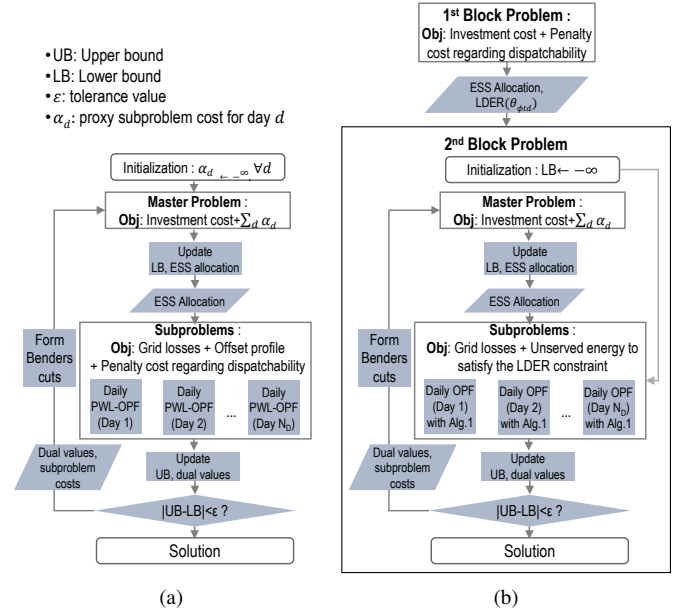 • UB: Upper bound
• LB: Lower bound
• ε: tolerance value
• α_d: proxy subproblem cost for day d
Initialization : α_d ← −∞, ∀d
Master Problem :
Obj: Investment cost+∑_d α_d
Update
LB, ESS allocation
ESS Allocation
Subproblems :
Obj: Grid losses + Offset profile
+ Penalty cost regarding dispatchability
Daily
PWL-OPF
(Day 1)
Daily
PWL-OPF
(Day 2)
...
Daily
PWL-OPF
(Day N_D)
Form
Benders
cuts
Dual values,
subproblem
costs
Update
UB, dual values
|UB-LB|<ε ?
Solution
(a)
1st Block Problem :
Obj: Investment cost + Penalty
cost regarding dispatchability
ESS Allocation,
LDER(θ_ϕtd)
2nd Block Problem
Initialization : LB← −∞
Master Problem :
Obj: Investment cost+∑_d α_d
Update
LB, ESS allocation
ESS Allocation
Subproblems :
Obj: Grid losses + Unserved energy to
satisfy the LDER constraint
Daily OPF
(Day 1)
with Alg.1
Daily OPF
(Day 2)
with Alg.1
...
Daily OPF
(Day N_D)
with Alg.1
Form
Benders
cuts
Dual values,
subproblem
costs
Update
UB, dual values
|UB-LB|<ε ?
Solution
(b)